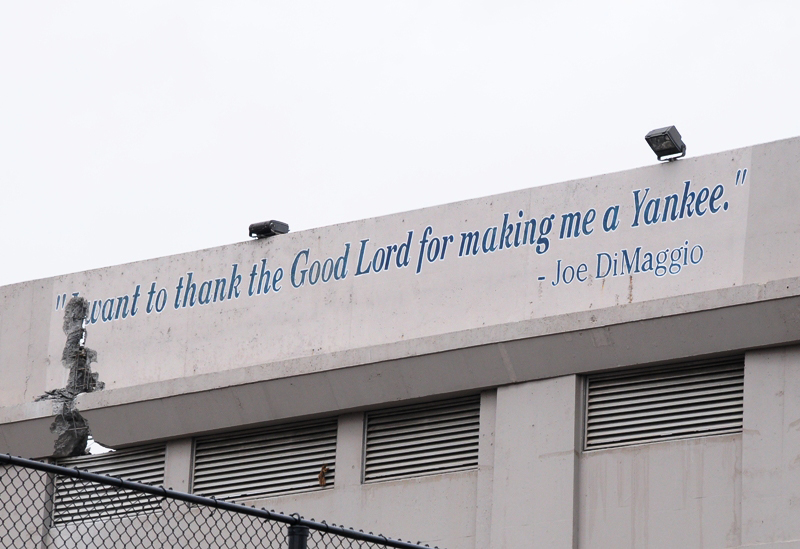 "I want to thank the Good Lord for making me a Yankee."
- Joe DiMaggio